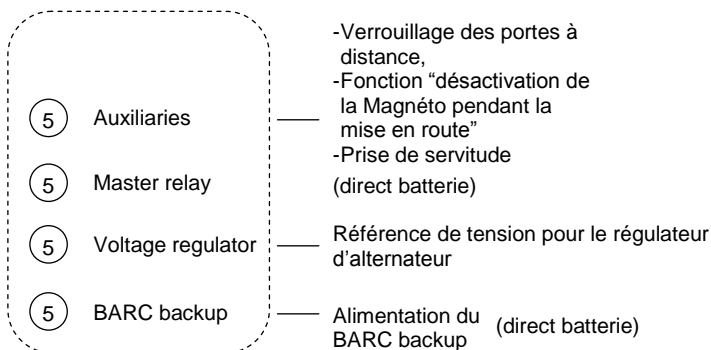 -Verrouillage des portes à
distance,
-Fonction “désactivation de
la Magnéto pendant la
mise en route”
-Prise de servitude
5 Auxiliaries
5 Master relay (direct batterie)
5 Voltage regulator
Référence de tension pour le régulateur
d’alternateur
5 BARC backup
Alimentation du
BARC backup (direct batterie)